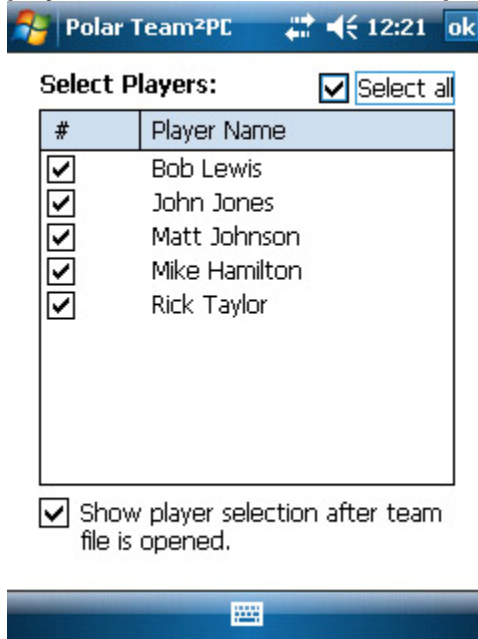 Polar Team²PC 12:21 ok
Select Players: Select all
# Player Name
Bob Lewis
John Jones
Matt Johnson
Mike Hamilton
Rick Taylor
Show player selection after team
file is opened.